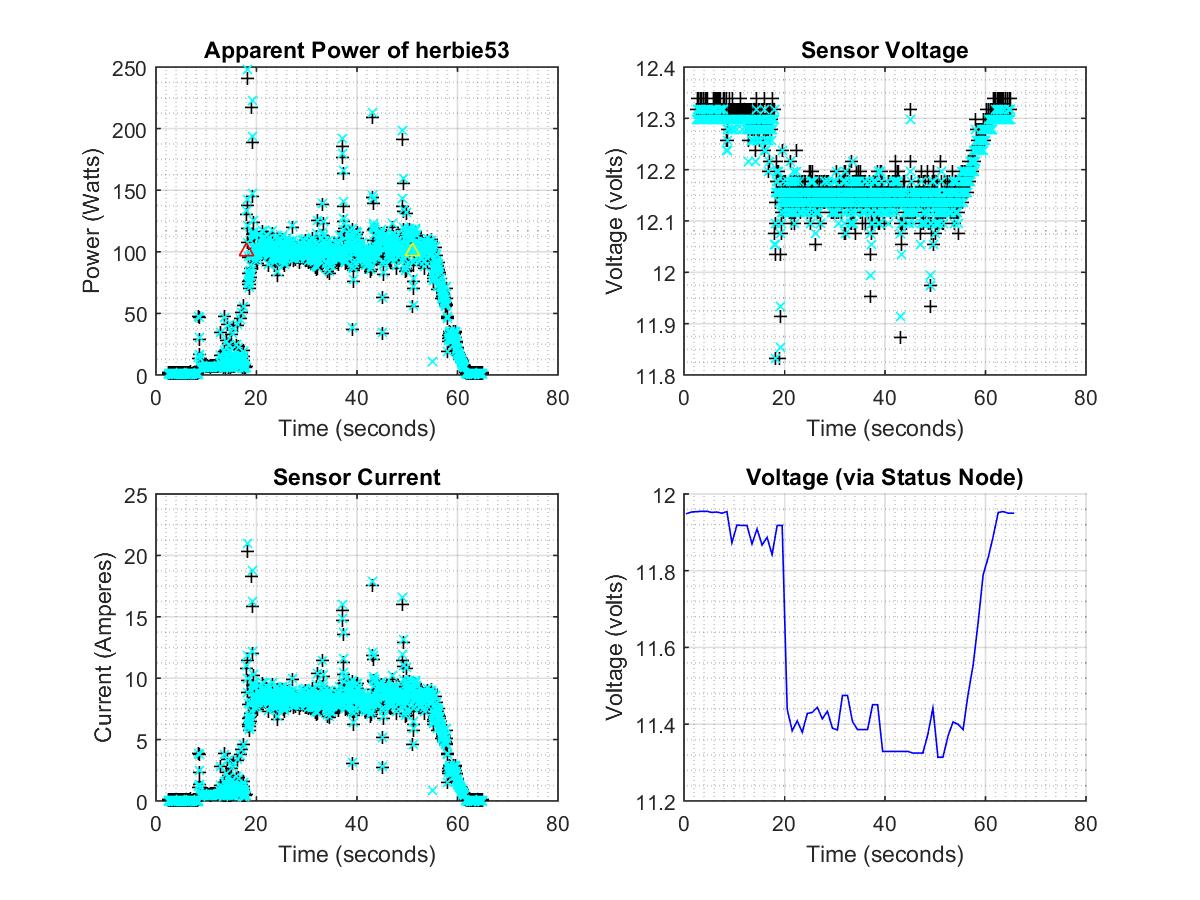 Apparent Power of herbie53
250
200
150
100
50
0
Power (Watts)
0 20 40 60 80
Time (seconds)
Sensor Voltage
12.4
12.3
12.2
12.1
12
11.9
11.8
Voltage (volts)
0 20 40 60 80
Time (seconds)
Sensor Current
25
20
15
10
5
0
Current (Amperes)
0 20 40 60 80
Time (seconds)
Voltage (via Status Node)
12
11.8
11.6
11.4
11.2
Voltage (volts)
0 20 40 60 80
Time (seconds)